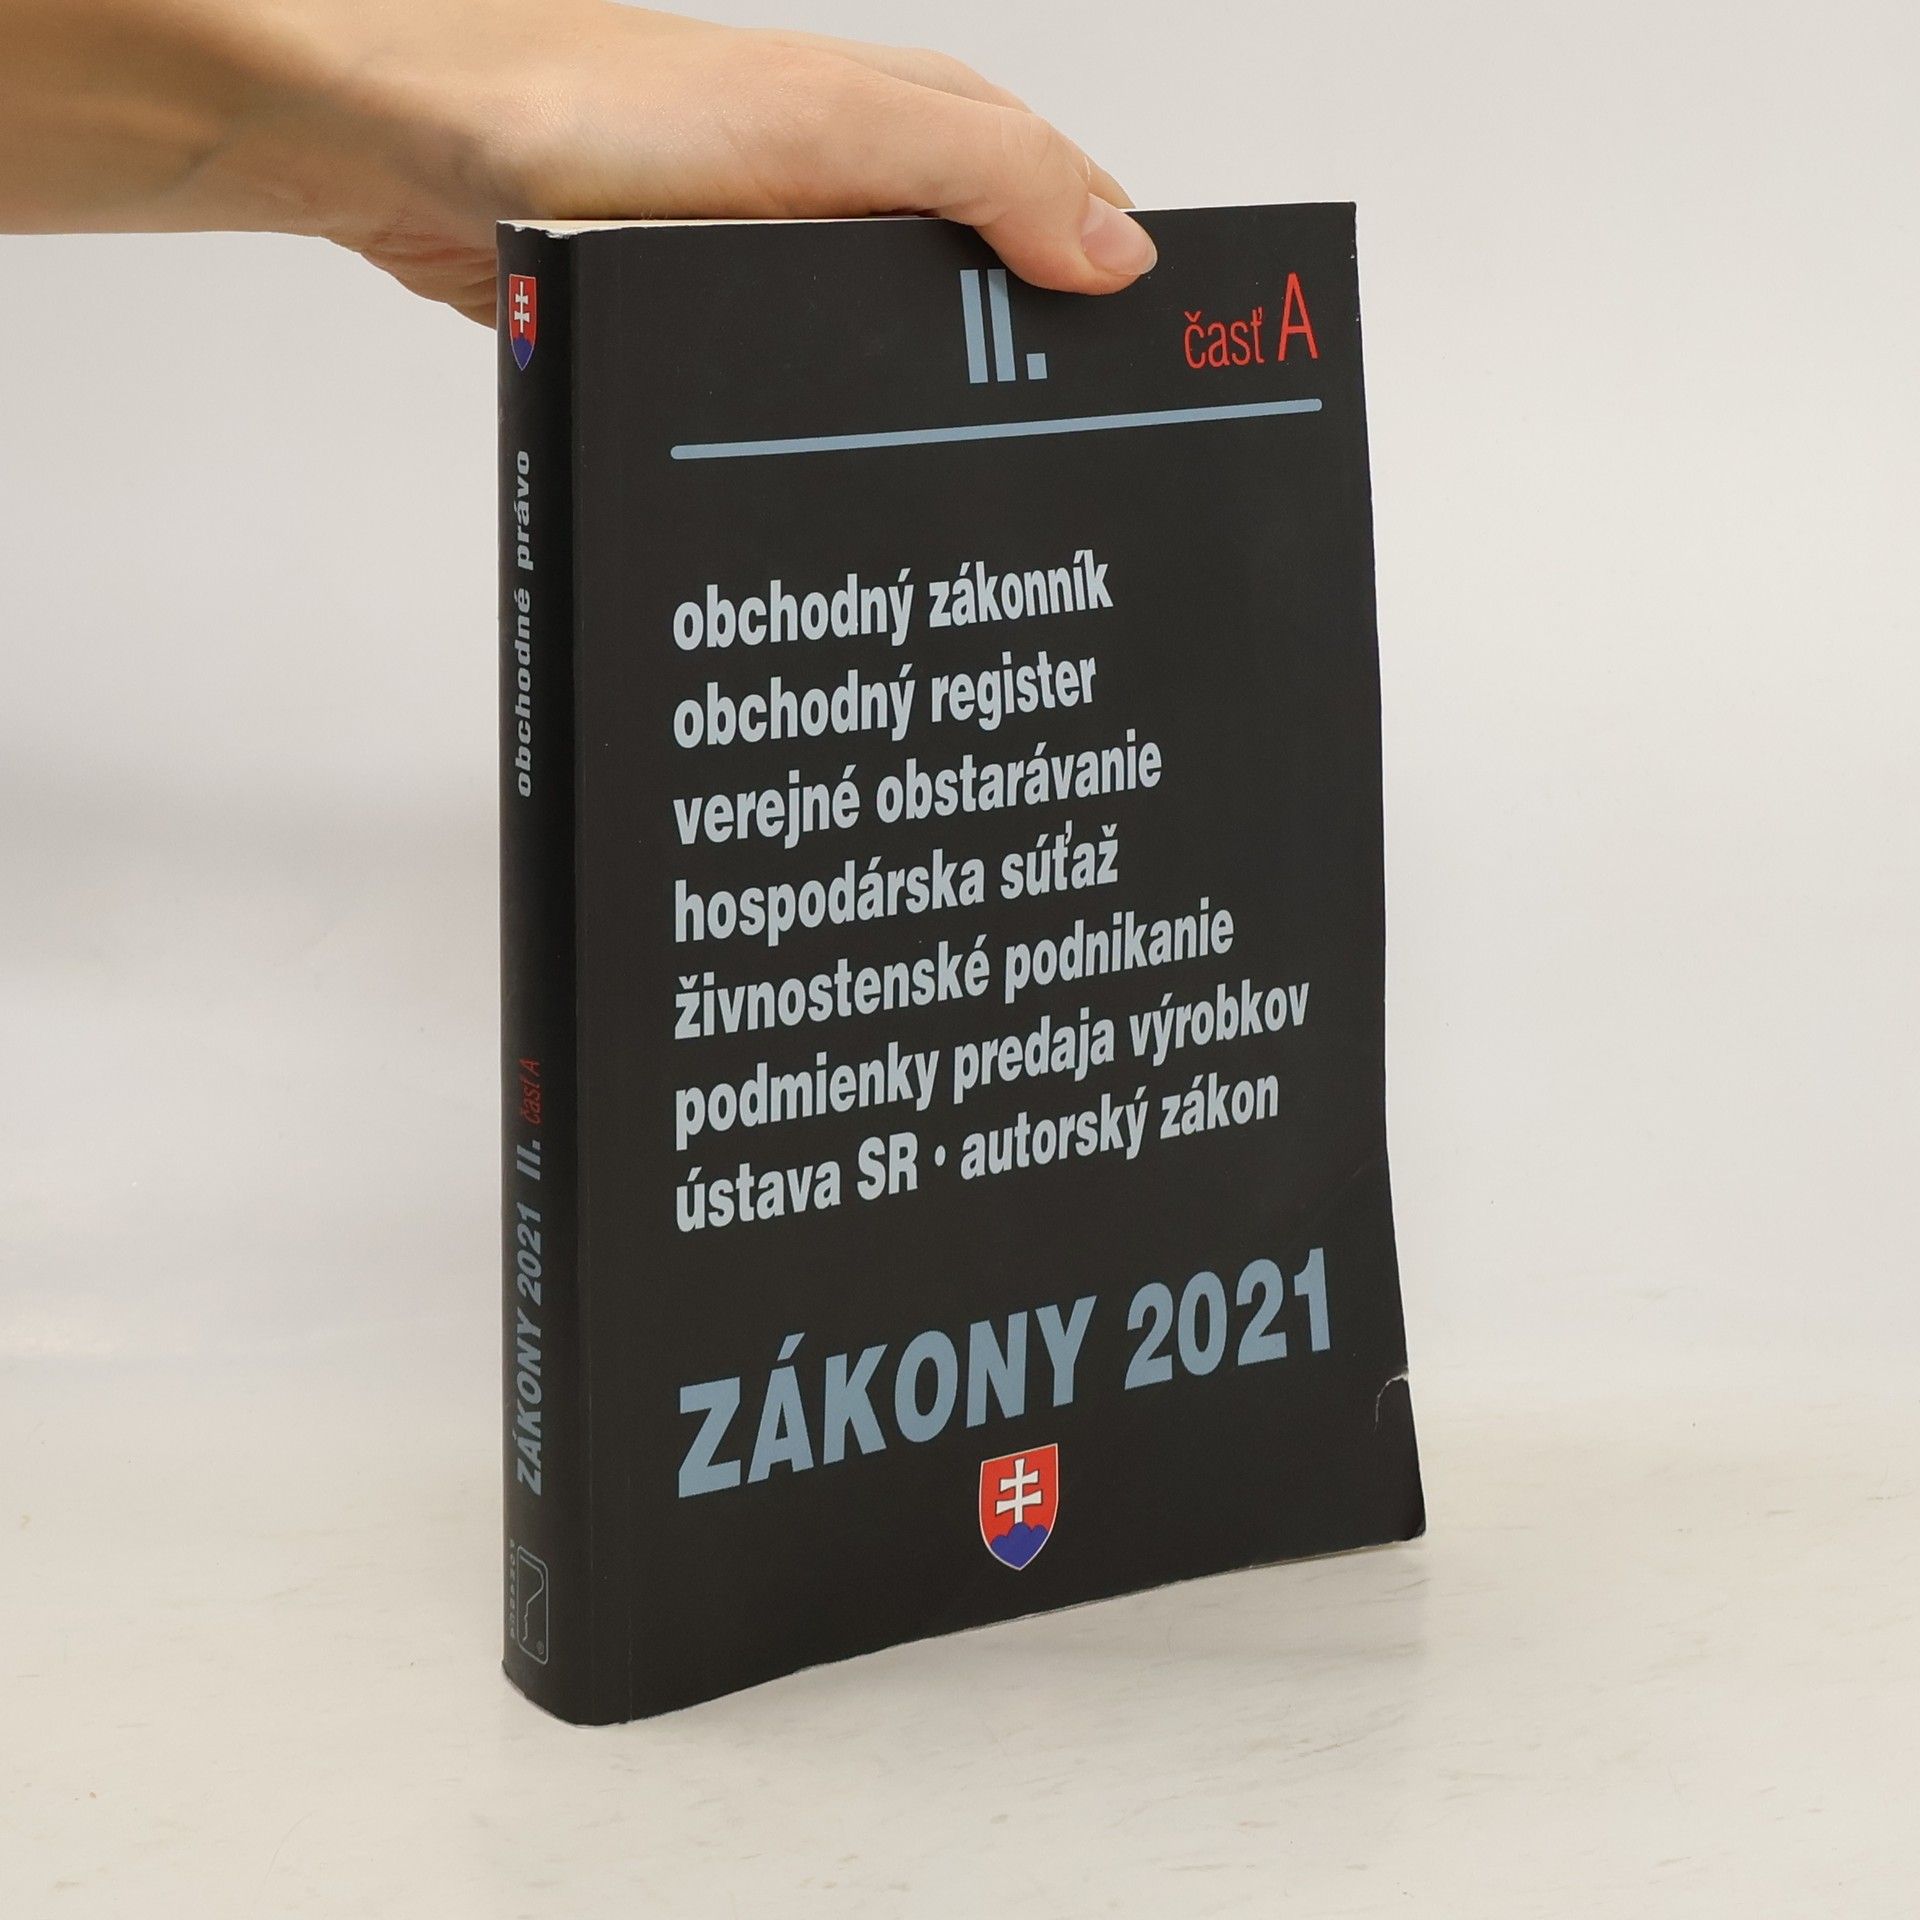 II.
časť A
obchodný zákonník
obchodný register
verejné obstarávanie
hospodárska súťaž
živnostenské podnikanie
podmienky predaja výrobkov
ústava SR • autorský zákon
ZÁKONY 2021
obchodné právo
ZÁKONY 2021 II. časť A
poradca